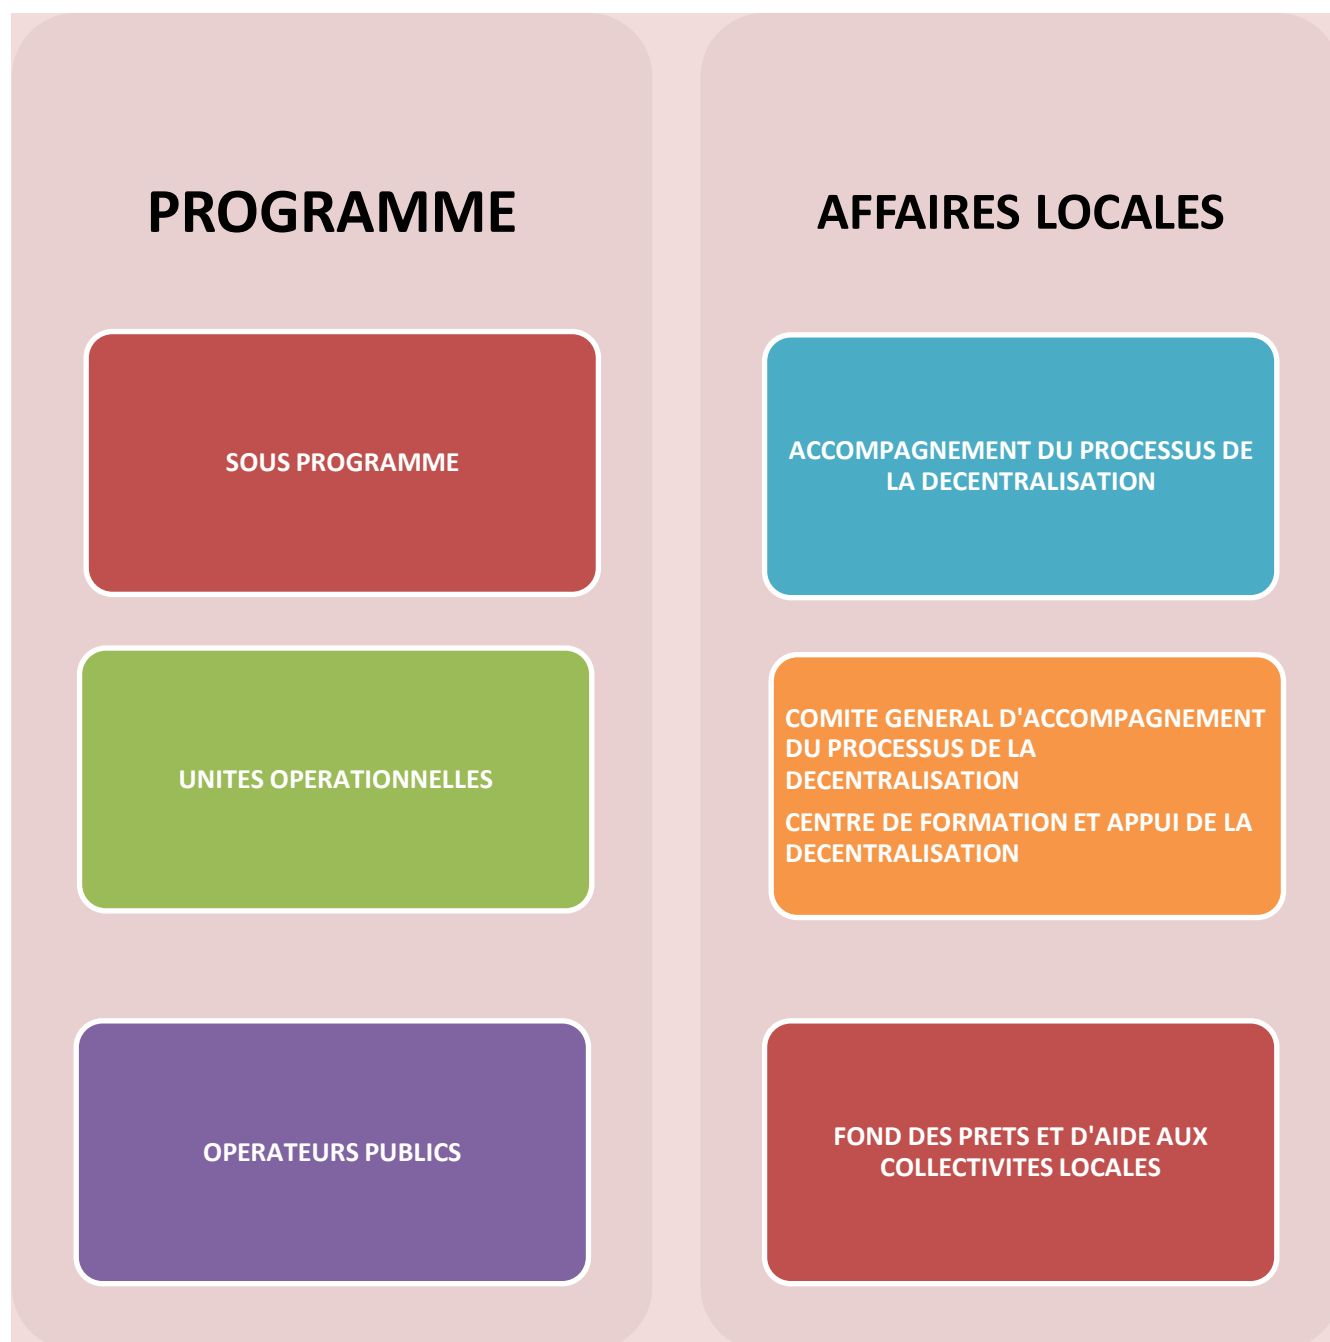 PROGRAMME
SOUS PROGRAMME
UNITES OPERATIONNELLES
OPERATEURS PUBLICS
AFFAIRES LOCALES
ACCOMPAGNEMENT DU PROCESSUS DE
LA DECENTRALISATION
COMITE GENERAL D'ACCOMPAGNEMENT
DU PROCESSUS DE LA
DECENTRALISATION
CENTRE DE FORMATION ET APPUI DE LA
DECENTRALISATION
FOND DES PRETS ET D'AIDE AUX
COLLECTIVITES LOCALES